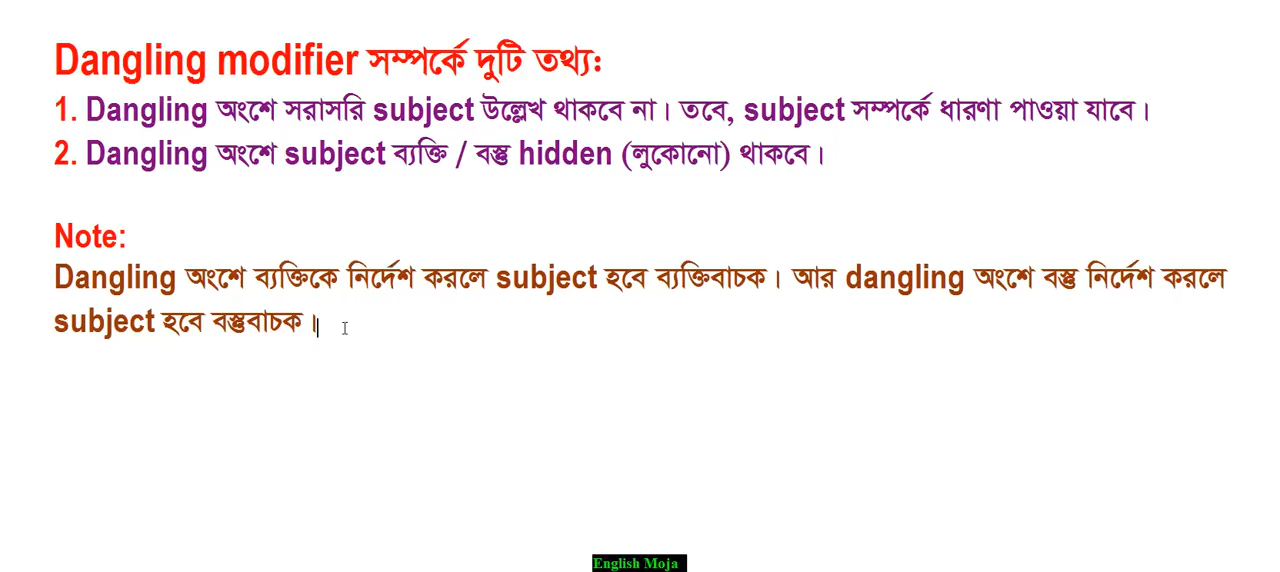 Dangling modifier সম্পর্কে দুটি তথ্য:
1. Dangling অংশে সরাসরি subject উল্লেখ থাকবে না। তবে, subject সম্পর্কে ধারণা পাওয়া যাবে।
2. Dangling অংশে subject ব্যক্তি / বস্তু hidden (লুকোনো) থাকবে।
Note:
Dangling অংশে ব্যক্তিকে নির্দেশ করলে subject হবে ব্যক্তিবাচক। আর dangling অংশে বস্তু নির্দেশ করলে
subject হবে বস্তুবাচক।
English Moja